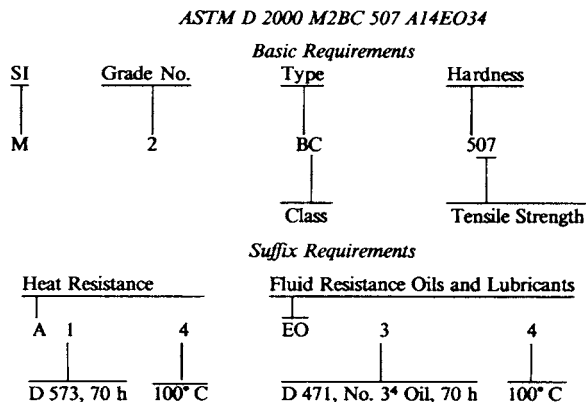 ASTM D 2000 M2BC 507 A14EO34
Basic Requirements
SI Grade No. Type Hardness
M 2 BC 507
Class Tensile Strength
Suffix Requirements
Heat Resistance Fluid Resistance Oils and Lubricants
A 1 4 EO 3 4
D 573, 70 h 100° C D 471, No. 3⁴ Oil, 70 h 100° C